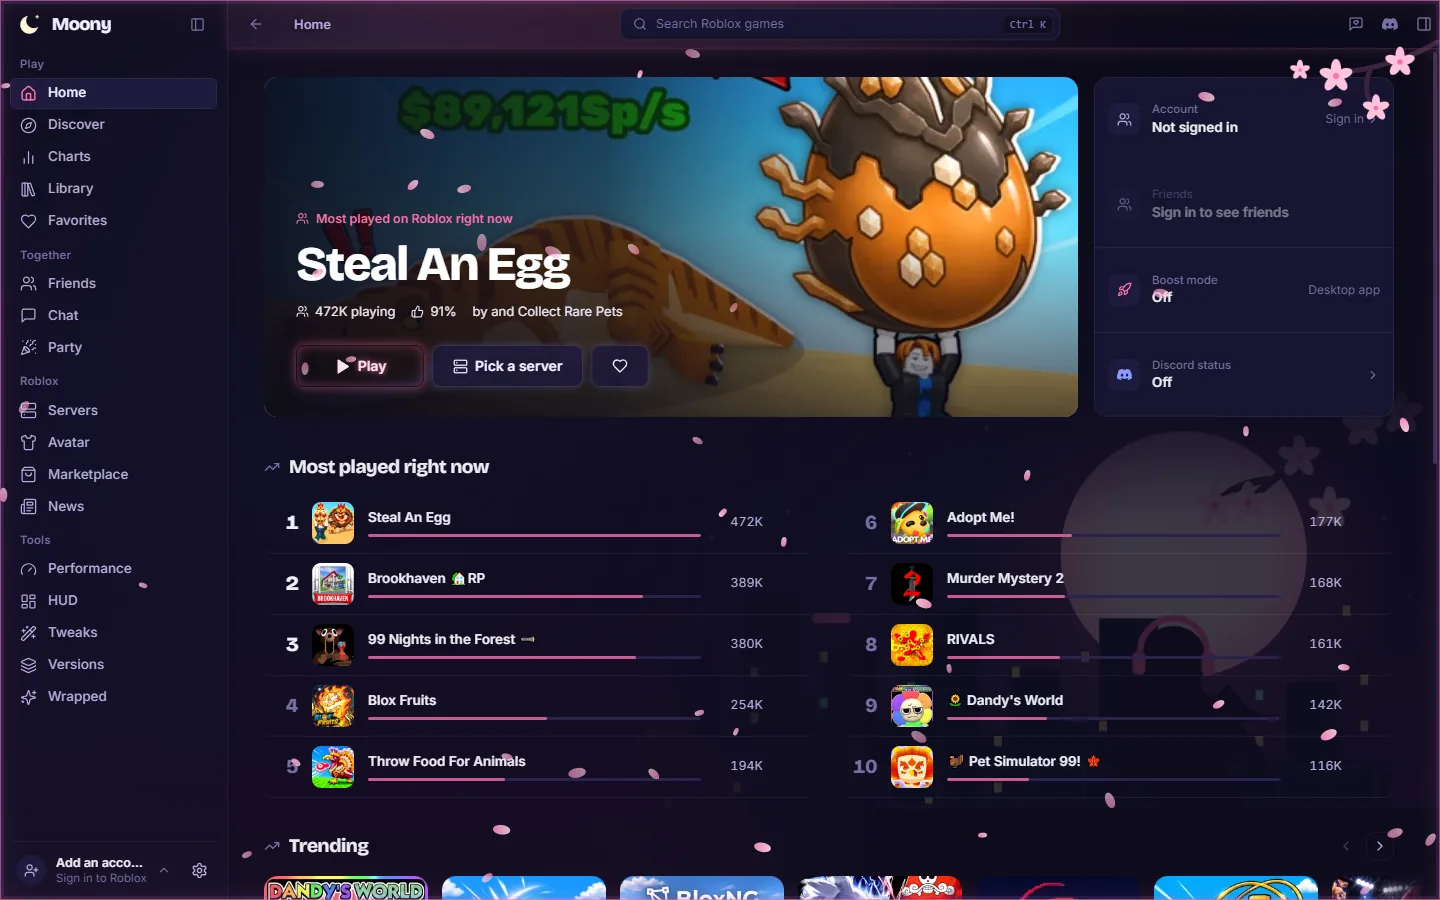 Moony
Home
Search Roblox games
Ctrl K
Play
Home
Discover
Charts
Library
Favorites
Together
Friends
Chat
Party
Roblox
Servers
Avatar
Marketplace
News
Tools
Performance
HUD
Tweaks
Versions
Wrapped
Add an acco...
Sign in to Roblox
$89,121Sp/s
Most played on Roblox right now
Steal An Egg
472K playing
91%
by and Collect Rare Pets
Play
Pick a server
Account
Not signed in
Sign in
Friends
Sign in to see friends
Boost mode
Off
Desktop app
Discord status
Off
Most played right now
1
Steal An Egg
472K
2
BROOKHAVEN
Brookhaven RP
389K
3
99 Nights in the Forest
380K
4
Blox Fruits
254K
5
Throw Food For Animals
194K
6
ADOPT ME
Adopt Me!
177K
7
2
Murder Mystery 2
168K
8
RIVALS
161K
9
Dandy's World
142K
10
Pet Simulator 99!
116K
Trending
DANDY'S WORLD